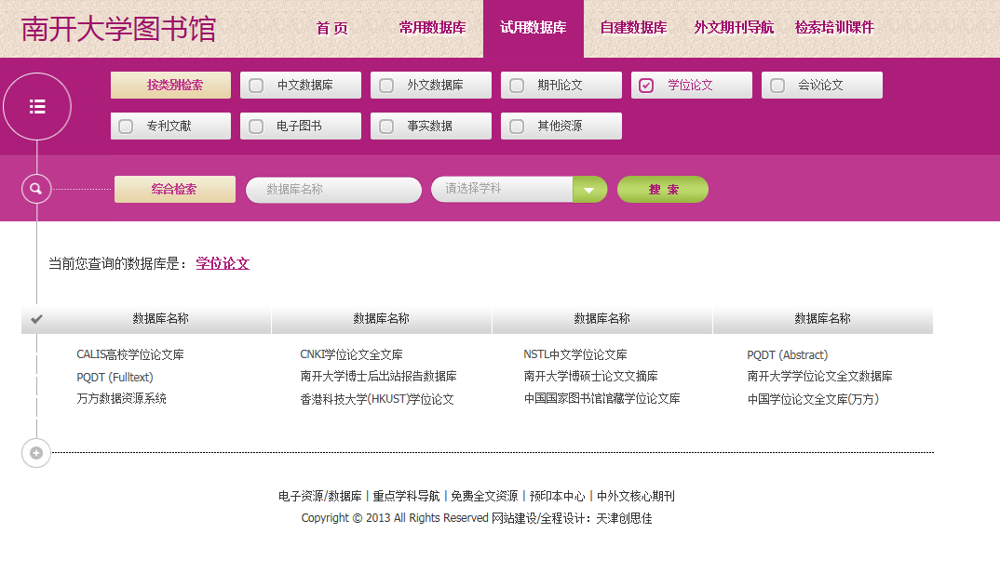 南开大学图书馆 首 页 常用数据库 试用数据库 自建数据库 外文期刊导航 检索培训课件
按类别检索 中文数据库 外文数据库 期刊论文 学位论文 会议论文
专利文献 电子图书 事实数据 其他资源
综合检索 数据库名称 请选择学科 搜 索
当前您查询的数据库是： 学位论文
数据库名称 数据库名称 数据库名称 数据库名称
CALIS高校学位论文库 CNKI学位论文全文库 NSTL中文学位论文库 PQDT (Abstract)
PQDT (Fulltext) 南开大学博士后出站报告数据库 南开大学博硕士论文文摘库 南开大学学位论文全文数据库
万方数据资源系统 香港科技大学(HKUST)学位论文 中国国家图书馆馆藏学位论文库 中国学位论文全文库(万方)
电子资源/数据库 | 重点学科导航 | 免费全文资源 | 预印本中心 | 中外文核心期刊
Copyright © 2013 All Rights Reserved 网站建设/全程设计：天津创思佳